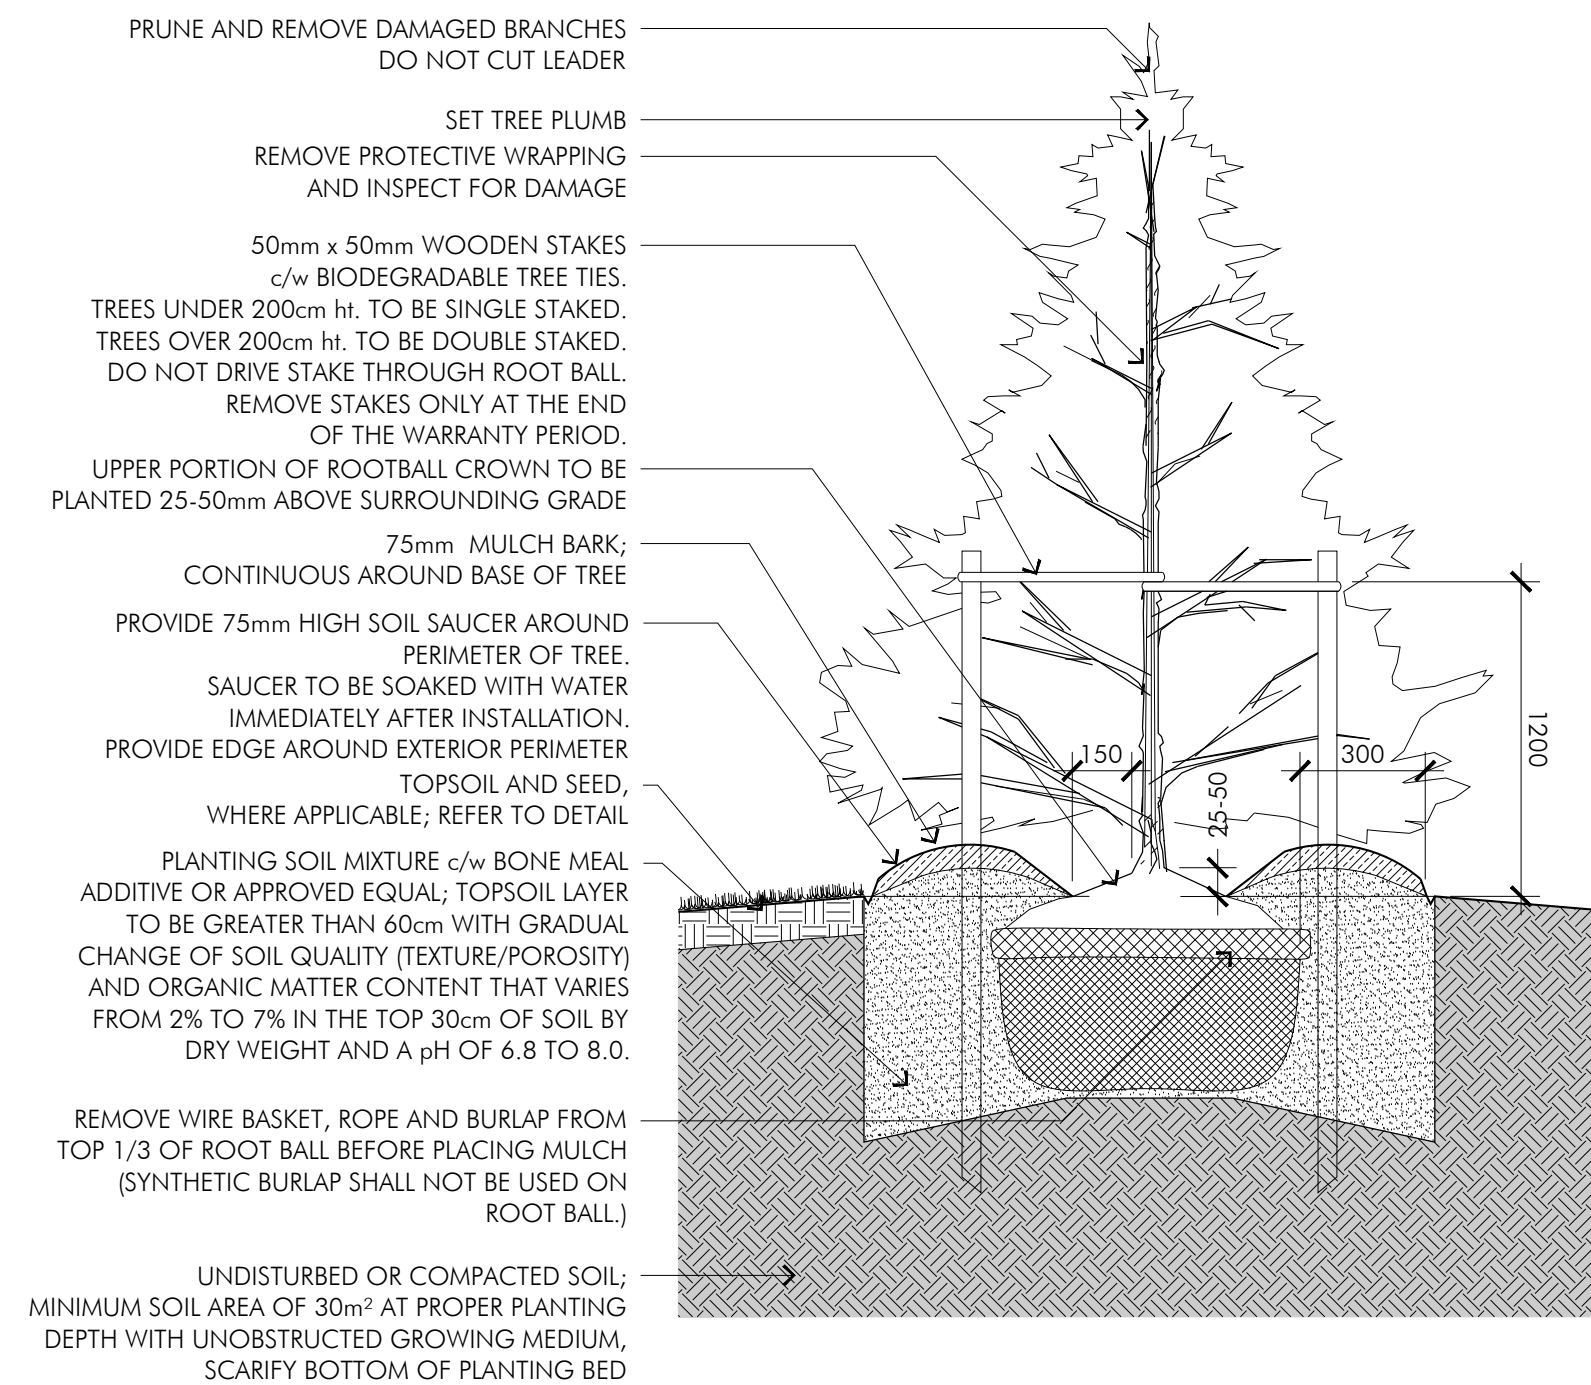 PRUNE AND REMOVE DAMAGED BRANCHES
DO NOT CUT LEADER
SET TREE PLUMB
REMOVE PROTECTIVE WRAPPING
AND INSPECT FOR DAMAGE
50mm x 50mm WOODEN STAKES
c/w BIODEGRADABLE TREE TIES.
TREES UNDER 200cm ht. TO BE SINGLE STAKED.
TREES OVER 200cm ht. TO BE DOUBLE STAKED.
DO NOT DRIVE STAKE THROUGH ROOT BALL.
REMOVE STAKES ONLY AT THE END
OF THE WARRANTY PERIOD.
UPPER PORTION OF ROOTBALL CROWN TO BE
PLANTED 25-50mm ABOVE SURROUNDING GRADE
75mm MULCH BARK;
CONTINUOUS AROUND BASE OF TREE
PROVIDE 75mm HIGH SOIL SAUCER AROUND
PERIMETER OF TREE.
SAUCER TO BE SOAKED WITH WATER
IMMEDIATELY AFTER INSTALLATION.
PROVIDE EDGE AROUND EXTERIOR PERIMETER
TOPSOIL AND SEED,
WHERE APPLICABLE; REFER TO DETAIL
PLANTING SOIL MIXTURE c/w BONE MEAL
ADDITIVE OR APPROVED EQUAL; TOPSOIL LAYER
TO BE GREATER THAN 60cm WITH GRADUAL
CHANGE OF SOIL QUALITY (TEXTURE/POROSITY)
AND ORGANIC MATTER CONTENT THAT VARIES
FROM 2% TO 7% IN THE TOP 30cm OF SOIL BY
DRY WEIGHT AND A pH OF 6.8 TO 8.0.
REMOVE WIRE BASKET, ROPE AND BURLAP FROM
TOP 1/3 OF ROOT BALL BEFORE PLACING MULCH
(SYNTHETIC BURLAP SHALL NOT BE USED ON
ROOT BALL.)
UNDISTURBED OR COMPACTED SOIL;
MINIMUM SOIL AREA OF 30m² AT PROPER PLANTING
DEPTH WITH UNOBSTRUCTED GROWING MEDIUM,
SCARIFY BOTTOM OF PLANTING BED
150
25-50
300
1200